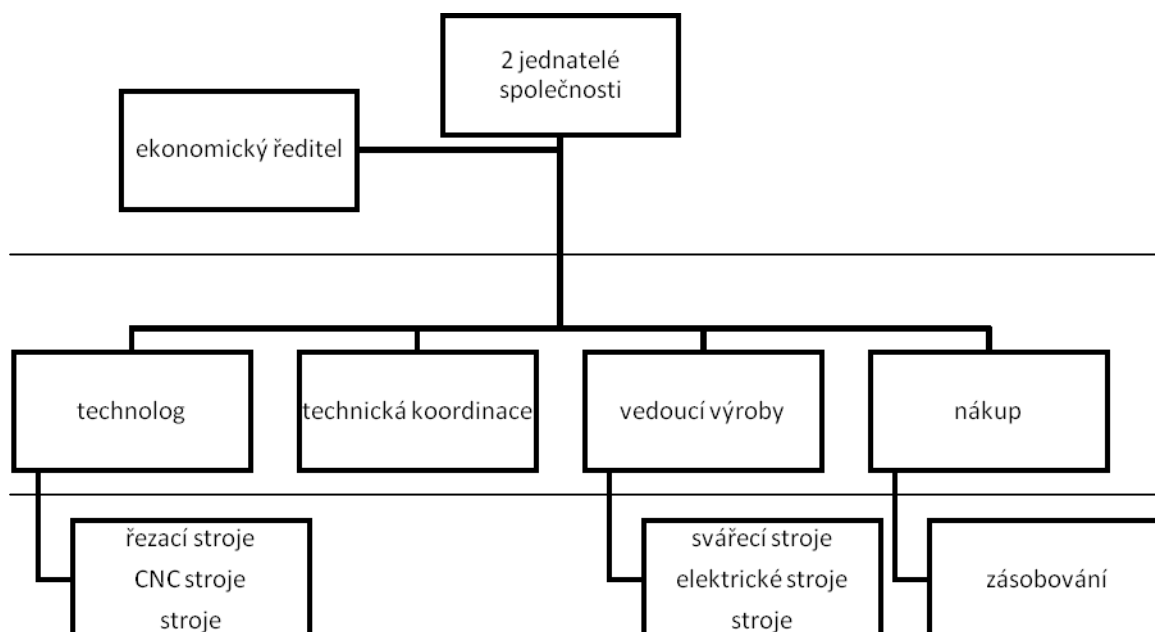 2 jednatelé
společnosti
ekonomický ředitel
technolog
technická koordinace
vedoucí výroby
nákup
řezací stroje
CNC stroje
stroje
svářecí stroje
elektrické stroje
stroje
zásobování